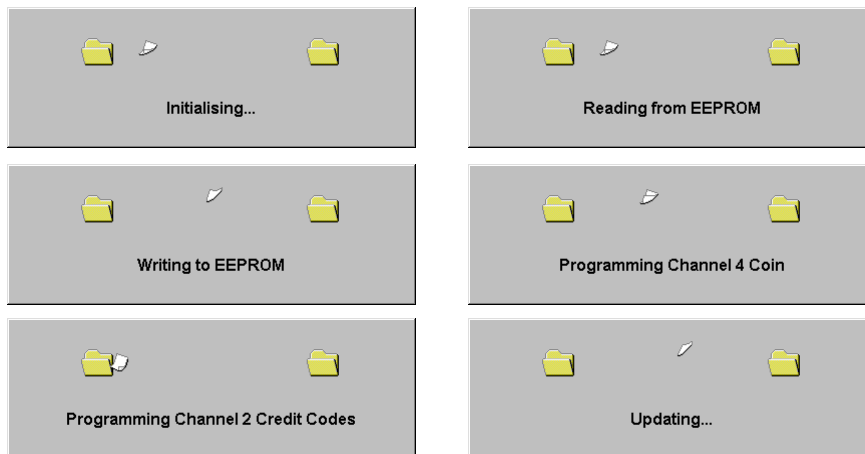 Initialising...
Reading from EEPROM
Writing to EEPROM
Programming Channel 4 Coin
Programming Channel 2 Credit Codes
Updating...